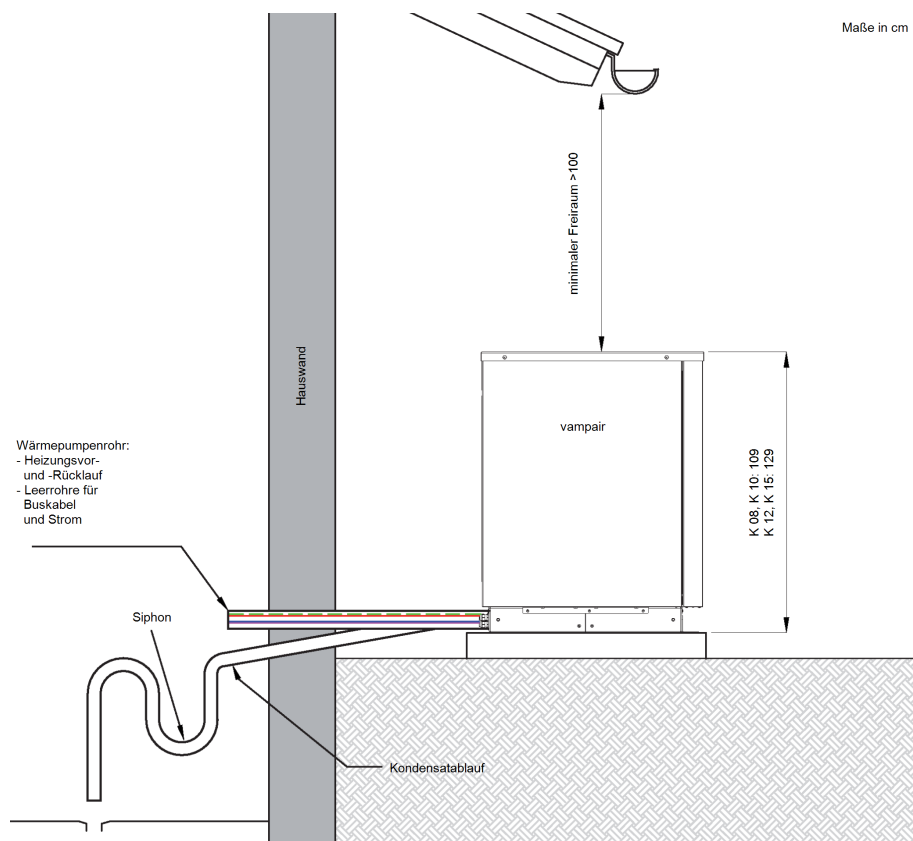 Maße in cm
minimaler Freiraum >100
Hauswand
vampair
K 08, K 10: 109
K 12, K 15: 129
Wärmepumpenrohr:
- Heizungsvor-
und -Rücklauf
- Leerrohre für
Buskabel
und Strom
Siphon
Kondensatablauf